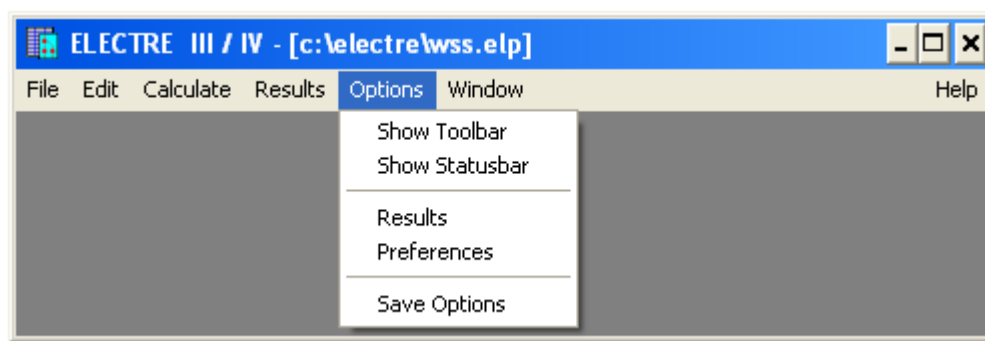 ELECTRE III / IV - [c:\electre\wss.elp]
File Edit Calculate Results Options Window Help
Show Toolbar
Show Statusbar
Results
Preferences
Save Options